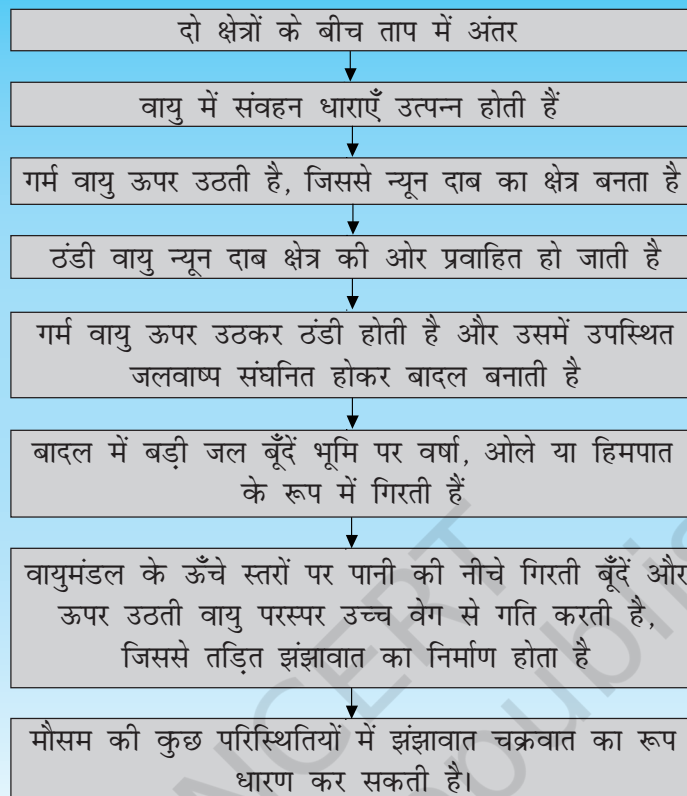 दो क्षेत्रों के बीच ताप में अंतर
वायु में संवहन धाराएँ उत्पन्न होती हैं
गर्म वायु ऊपर उठती है, जिससे न्यून दाब का क्षेत्र बनता है
ठंडी वायु न्यून दाब क्षेत्र की ओर प्रवाहित हो जाती है
गर्म वायु ऊपर उठकर ठंडी होती है और उसमें उपस्थित
जलवाष्प संघनित होकर बादल बनाती है
बादल में बड़ी जल बूँदें भूमि पर वर्षा, ओले या हिमपात
के रूप में गिरती हैं
वायुमंडल के ऊँचे स्तरों पर पानी की नीचे गिरती बूँदें और
ऊपर उठती वायु परस्पर उच्च वेग से गति करती है,
जिससे तड़ित झंझावात का निर्माण होता है
मौसम की कुछ परिस्थितियों में झंझावात चक्रवात का रूप
धारण कर सकती है।
NCERT